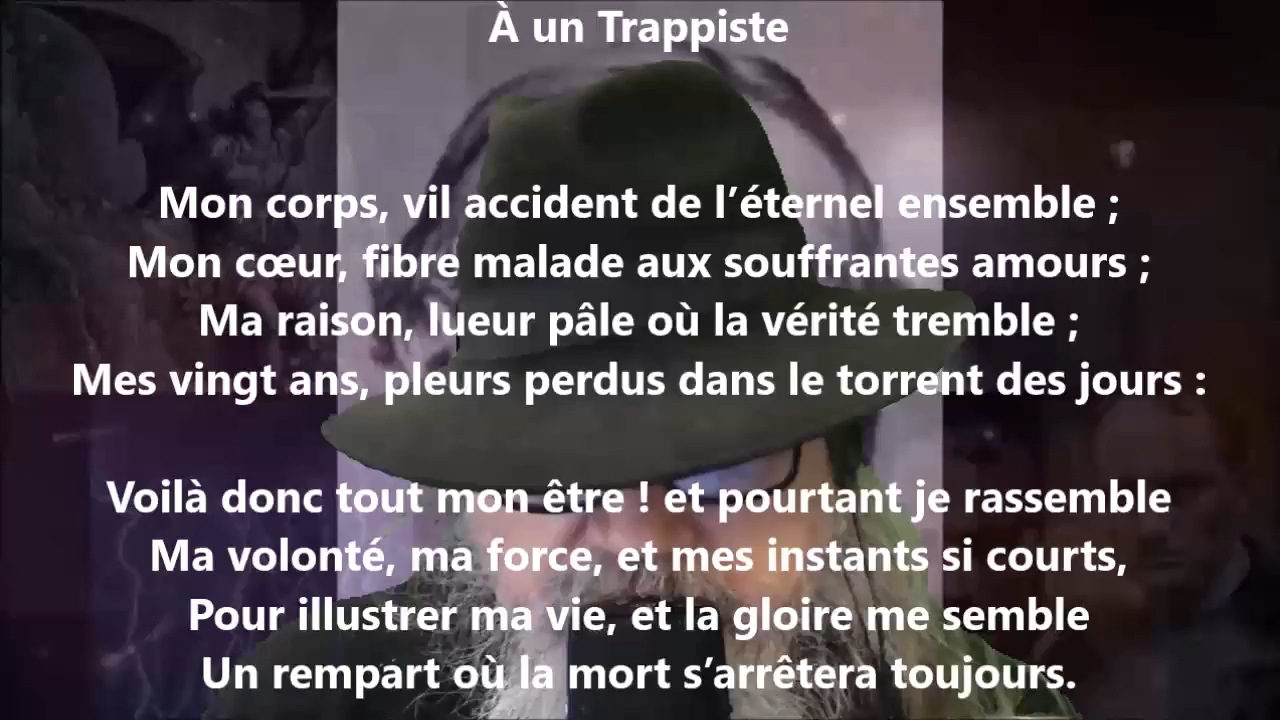 À un Trappiste
Mon corps, vil accident de l’éternel ensemble ;
Mon cœur, fibre malade aux souffrantes amours ;
Ma raison, lueur pâle où la vérité tremble ;
Mes vingt ans, pleurs perdus dans le torrent des jours :
Voilà donc tout mon être ! et pourtant je rassemble
Ma volonté, ma force, et mes instants si courts,
Pour illustrer ma vie, et la gloire me semble
Un rempart où la mort s’arrêtera toujours.